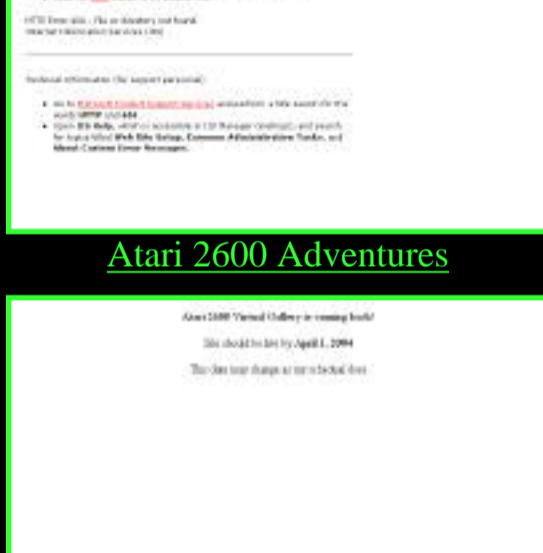 HTTP Error 404 - File or directory not found.
Internet Information Services (IIS)
Technical Information (for support personnel)
Go to Microsoft Product Support Services and perform a title search for the
words HTTP and 404.
Open IIS Help, which is accessible in IIS Manager (inetmgr), and search
for topics titled Web Site Setup, Common Administrative Tasks, and
About Custom Error Messages.
Atari 2600 Adventures
Atari 2600 Virtual Gallery is coming back!
Site should be live by April 1, 2004
This date may change as our schedual does